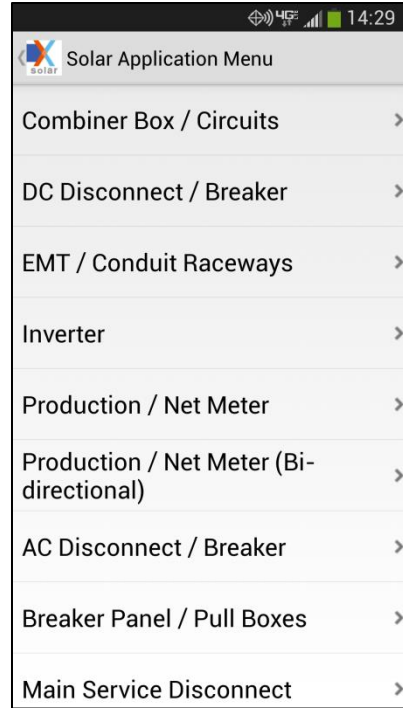 4G 14:29
X solar Solar Application Menu
Combiner Box / Circuits
DC Disconnect / Breaker
EMT / Conduit Raceways
Inverter
Production / Net Meter
Production / Net Meter (Bi-
directional)
AC Disconnect / Breaker
Breaker Panel / Pull Boxes
Main Service Disconnect